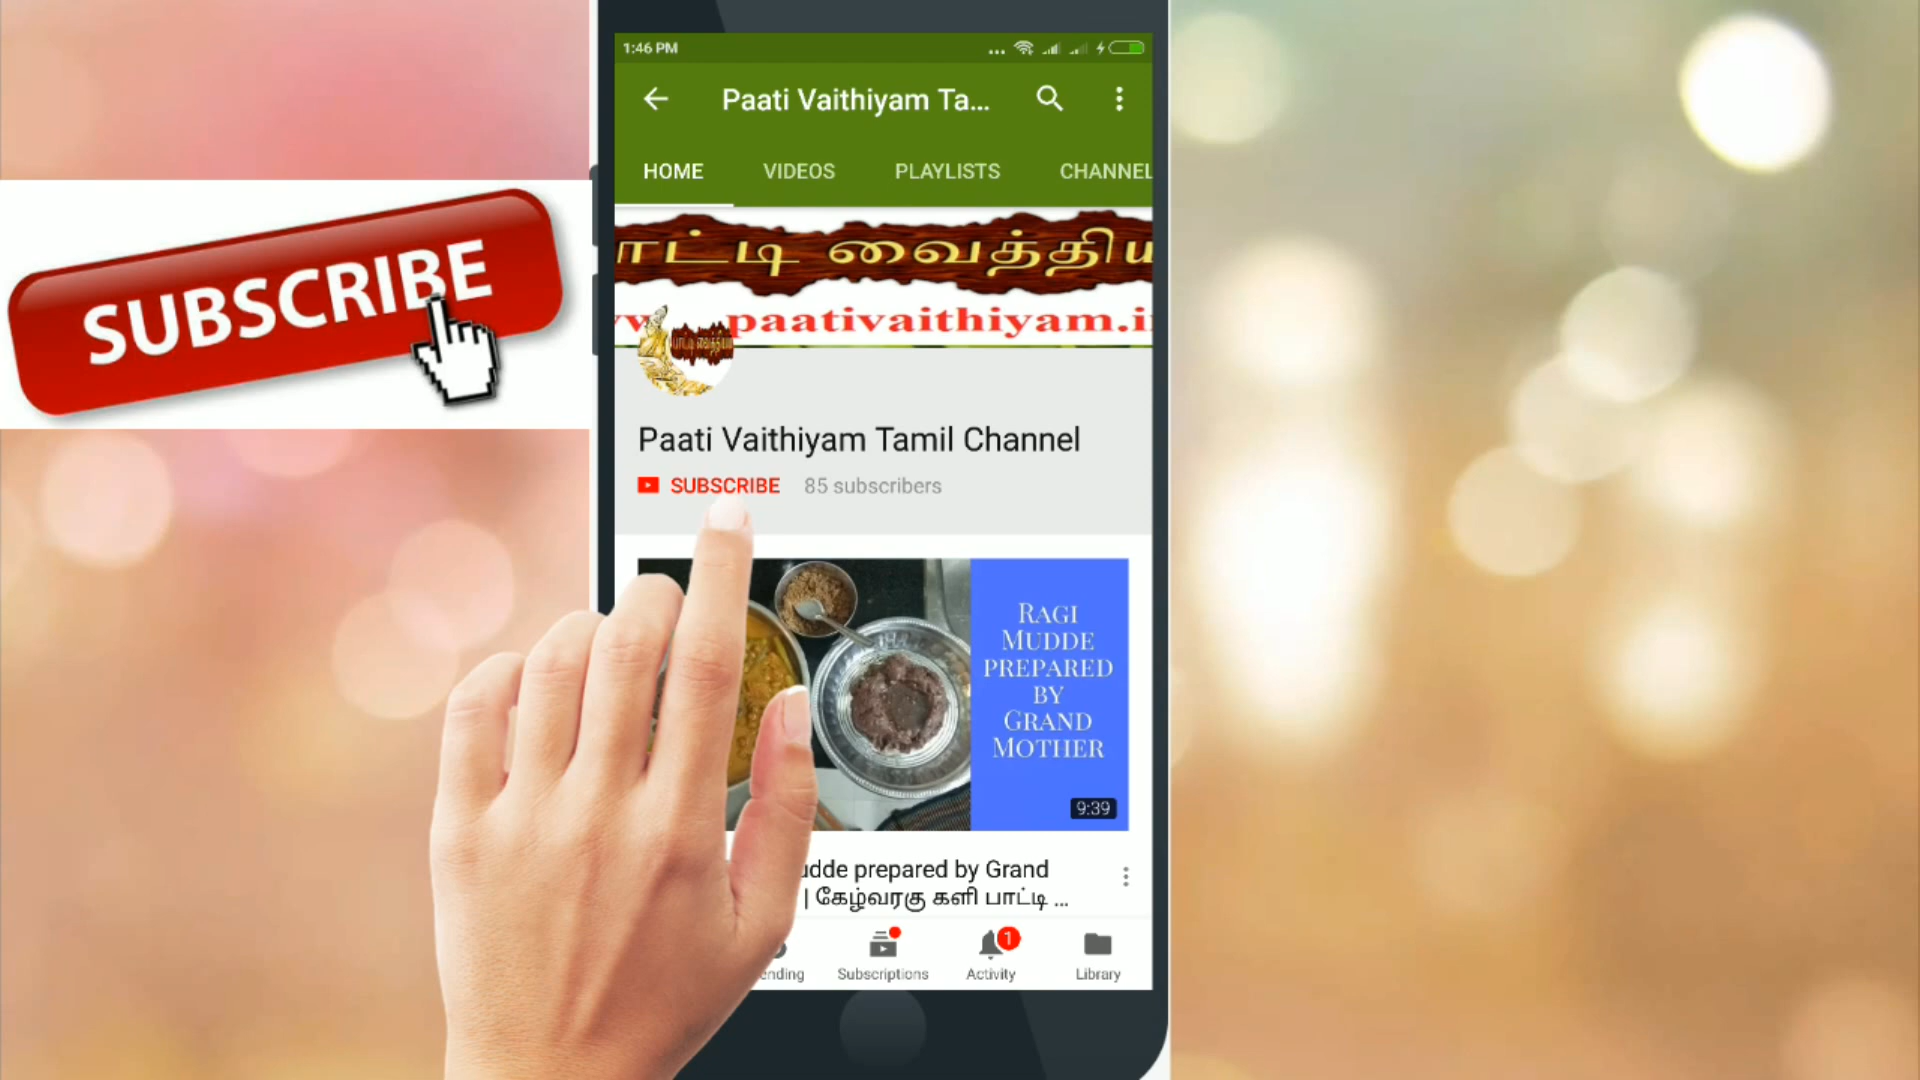 SUBSCRIBE
1:46 PM
Paati Vaithiyam Ta...
HOME VIDEOS PLAYLISTS CHANNEL
ாட்டி வைத்திய
paativaithiyam.i
பாட்டி வைத்திய
Paati Vaithiyam Tamil Channel
SUBSCRIBE 85 subscribers
RAGI
MUDDE
PREPARED
BY
GRAND
MOTHER
9:39
udde prepared by Grand
| கேழ்வரகு களி பாட்டி ...
1
ending Subscriptions Activity Library